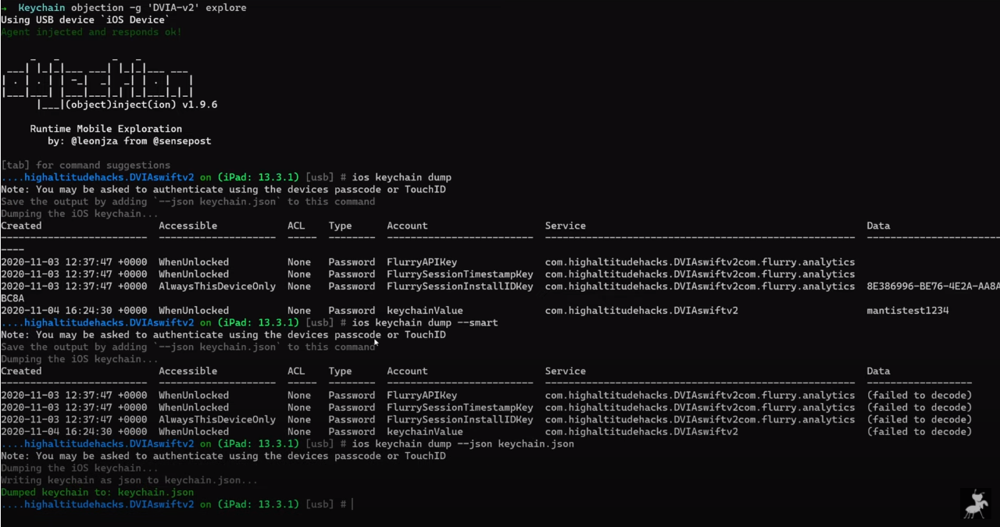 →  Keychain objection -g 'DVIA-v2' explore
Using USB device `iOS Device`
Agent injected and responds ok!
|___|(object)inject(ion) v1.9.6
Runtime Mobile Exploration
by: @leonjza from @sensepost
[tab] for command suggestions
....highaltitudehacks.DVIAswiftv2 on (iPad: 13.3.1) [usb] # ios keychain dump
Note: You may be asked to authenticate using the devices passcode or TouchID
Save the output by adding `--json keychain.json` to this command
Dumping the iOS keychain...
Created                    Accessible             ACL    Type      Account                    Service                                                Data
2020-11-03 12:37:47 +0000  WhenUnlocked           None   Password  FlurryAPIKey               com.highaltitudehacks.DVIAswiftv2com.flurry.analytics
2020-11-03 12:37:47 +0000  WhenUnlocked           None   Password  FlurrySessionTimestampKey  com.highaltitudehacks.DVIAswiftv2com.flurry.analytics
2020-11-03 12:37:47 +0000  AlwaysThisDeviceOnly   None   Password  FlurrySessionInstallIDKey  com.highaltitudehacks.DVIAswiftv2com.flurry.analytics  8E386996-BE76-4E2A-AA8A
BC8A
2020-11-04 16:24:30 +0000  WhenUnlocked           None   Password  keychainValue              com.highaltitudehacks.DVIAswiftv2                      mantistest1234
....highaltitudehacks.DVIAswiftv2 on (iPad: 13.3.1) [usb] # ios keychain dump --smart
Note: You may be asked to authenticate using the devices passcode or TouchID
Save the output by adding `--json keychain.json` to this command
Dumping the iOS keychain...
Created                    Accessible             ACL    Type      Account                    Service                                                Data
2020-11-03 12:37:47 +0000  WhenUnlocked           None   Password  FlurryAPIKey               com.highaltitudehacks.DVIAswiftv2com.flurry.analytics  (failed to decode)
2020-11-03 12:37:47 +0000  WhenUnlocked           None   Password  FlurrySessionTimestampKey  com.highaltitudehacks.DVIAswiftv2com.flurry.analytics  (failed to decode)
2020-11-03 12:37:47 +0000  AlwaysThisDeviceOnly   None   Password  FlurrySessionInstallIDKey  com.highaltitudehacks.DVIAswiftv2com.flurry.analytics  (failed to decode)
2020-11-04 16:24:30 +0000  WhenUnlocked           None   Password  keychainValue              com.highaltitudehacks.DVIAswiftv2                      (failed to decode)
....highaltitudehacks.DVIAswiftv2 on (iPad: 13.3.1) [usb] # ios keychain dump --json keychain.json
Note: You may be asked to authenticate using the devices passcode or TouchID
Dumping the iOS keychain...
Writing keychain as json to keychain.json...
Dumped keychain to: keychain.json
....highaltitudehacks.DVIAswiftv2 on (iPad: 13.3.1) [usb] #